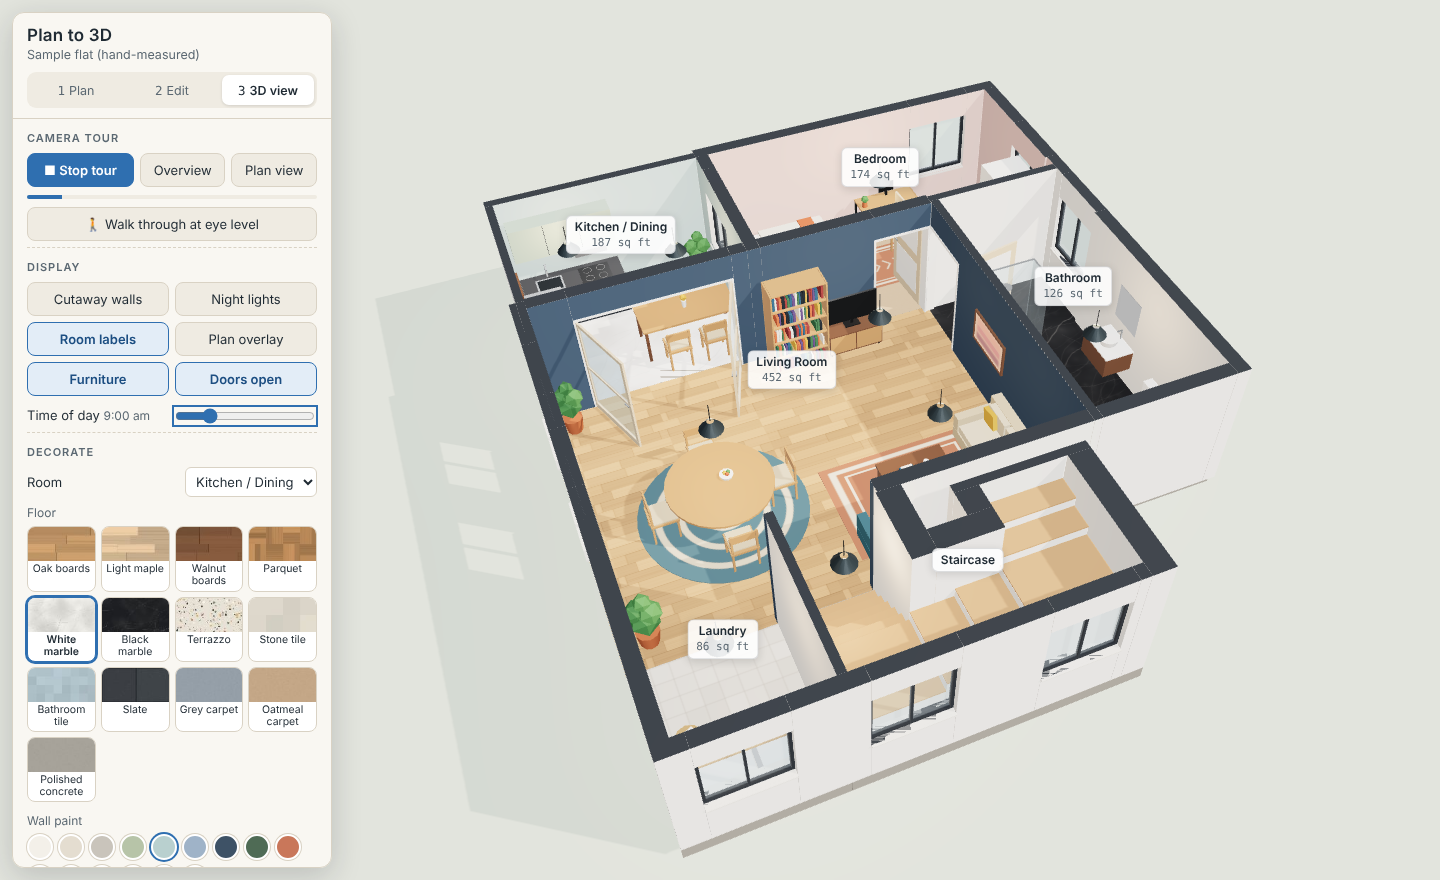 Plan to 3D
Sample flat (hand-measured)
1 Plan
2 Edit
3 3D view
CAMERA TOUR
Stop tour
Overview
Plan view
Walk through at eye level
DISPLAY
Cutaway walls
Night lights
Room labels
Plan overlay
Furniture
Doors open
Time of day 9:00 am
DECORATE
Room
Kitchen / Dining
Floor
Oak boards
Light maple
Walnut
boards
Parquet
White
marble
Black
marble
Terrazzo
Stone tile
Bathroom
tile
Slate
Grey carpet
Oatmeal
carpet
Polished
concrete
Wall paint
Bedroom
174 sq ft
Kitchen / Dining
187 sq ft
Bathroom
126 sq ft
Living Room
452 sq ft
Staircase
Laundry
86 sq ft